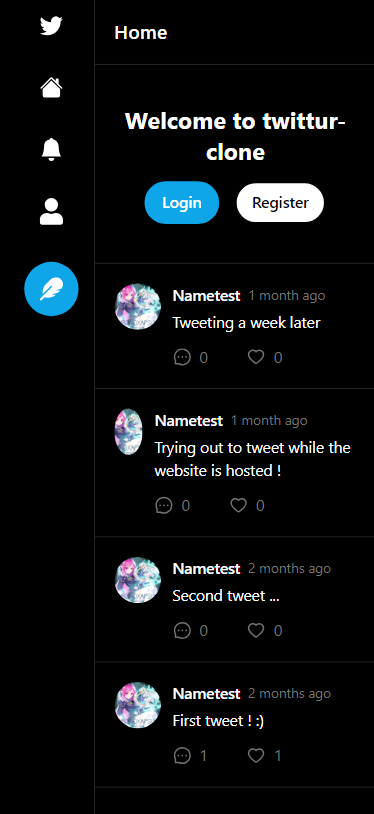 Home
Welcome to twittur-
clone
Login Register
Nametest 1 month ago
Tweeting a week later
0 0
Nametest 1 month ago
Trying out to tweet while the
website is hosted !
0 0
Nametest 2 months ago
Second tweet ...
0 0
Nametest 2 months ago
First tweet ! :)
1 1